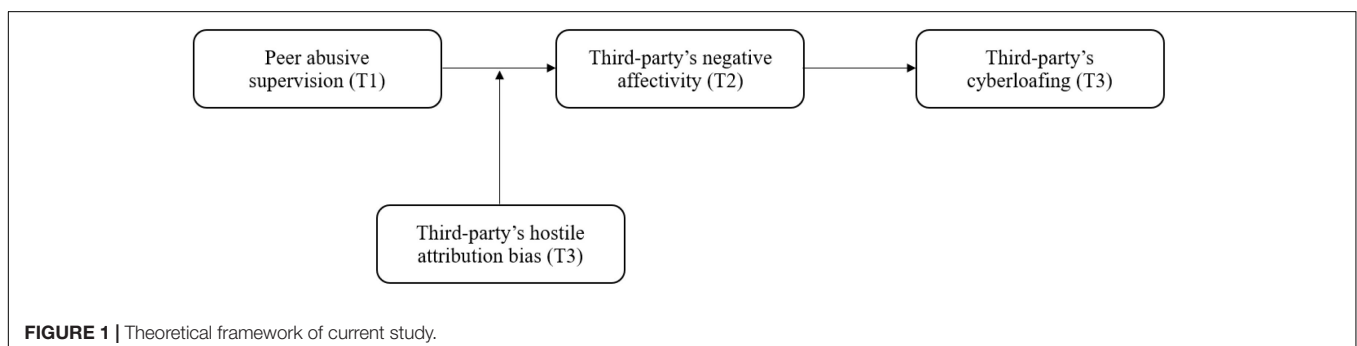 Peer abusive
supervision (T1)
Third-party’s negative
affectivity (T2)
Third-party’s
cyberloafing (T3)
Third-party’s hostile
attribution bias (T3)
FIGURE 1 | Theoretical framework of current study.